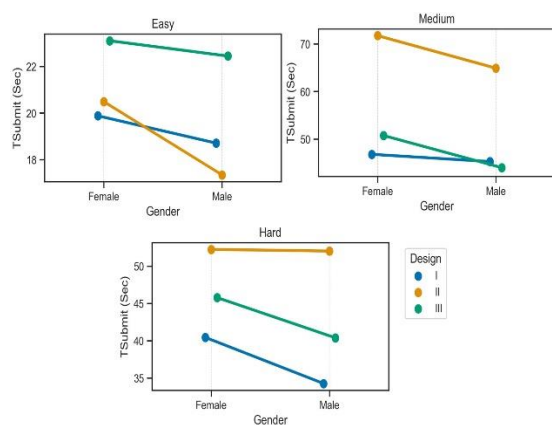 Easy
TSubmit (Sec)
22
20
18
Female
Male
Gender
Medium
TSubmit (Sec)
70
50
Female
Male
Gender
Hard
TSubmit (Sec)
50
45
40
35
Female
Male
Gender
Design
I
II
III